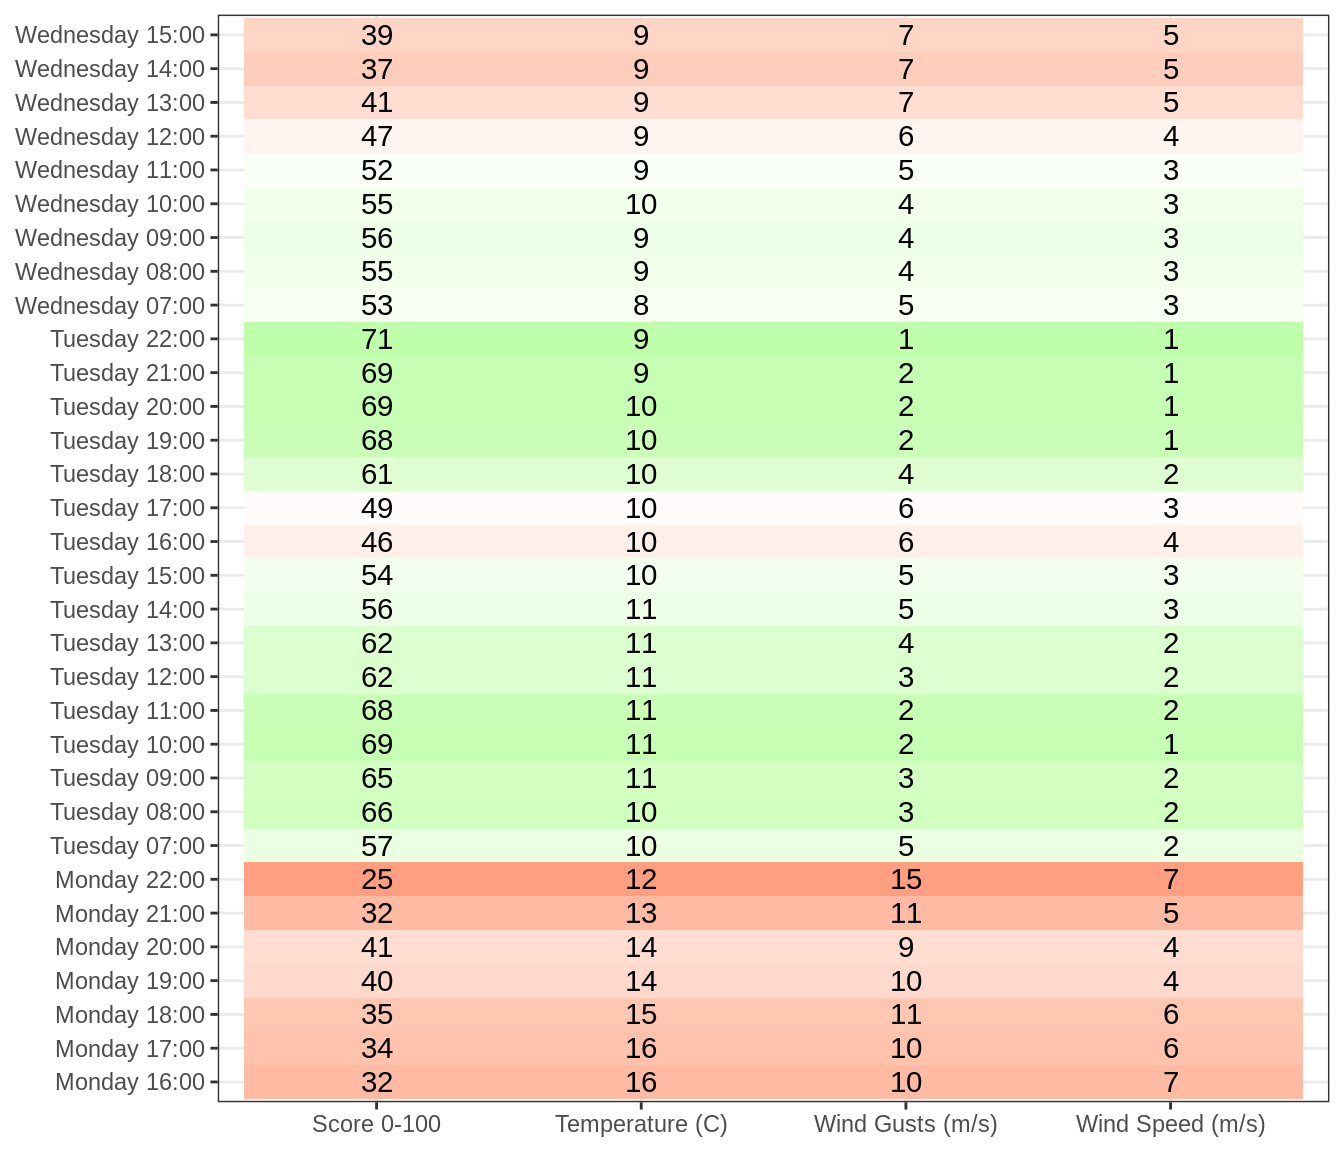 Wednesday 15:00 39 9 7 5
Wednesday 14:00 37 9 7 5
Wednesday 13:00 41 9 7 5
Wednesday 12:00 47 9 6 4
Wednesday 11:00 52 9 5 3
Wednesday 10:00 55 10 4 3
Wednesday 09:00 56 9 4 3
Wednesday 08:00 55 9 4 3
Wednesday 07:00 53 8 5 3
Tuesday 22:00 71 9 1 1
Tuesday 21:00 69 9 2 1
Tuesday 20:00 69 10 2 1
Tuesday 19:00 68 10 2 1
Tuesday 18:00 61 10 4 2
Tuesday 17:00 49 10 6 3
Tuesday 16:00 46 10 6 4
Tuesday 15:00 54 10 5 3
Tuesday 14:00 56 11 5 3
Tuesday 13:00 62 11 4 2
Tuesday 12:00 62 11 3 2
Tuesday 11:00 68 11 2 2
Tuesday 10:00 69 11 2 1
Tuesday 09:00 65 11 3 2
Tuesday 08:00 66 10 3 2
Tuesday 07:00 57 10 5 2
Monday 22:00 25 12 15 7
Monday 21:00 32 13 11 5
Monday 20:00 41 14 9 4
Monday 19:00 40 14 10 4
Monday 18:00 35 15 11 6
Monday 17:00 34 16 10 6
Monday 16:00 32 16 10 7
Score 0-100 Temperature (C) Wind Gusts (m/s) Wind Speed (m/s)